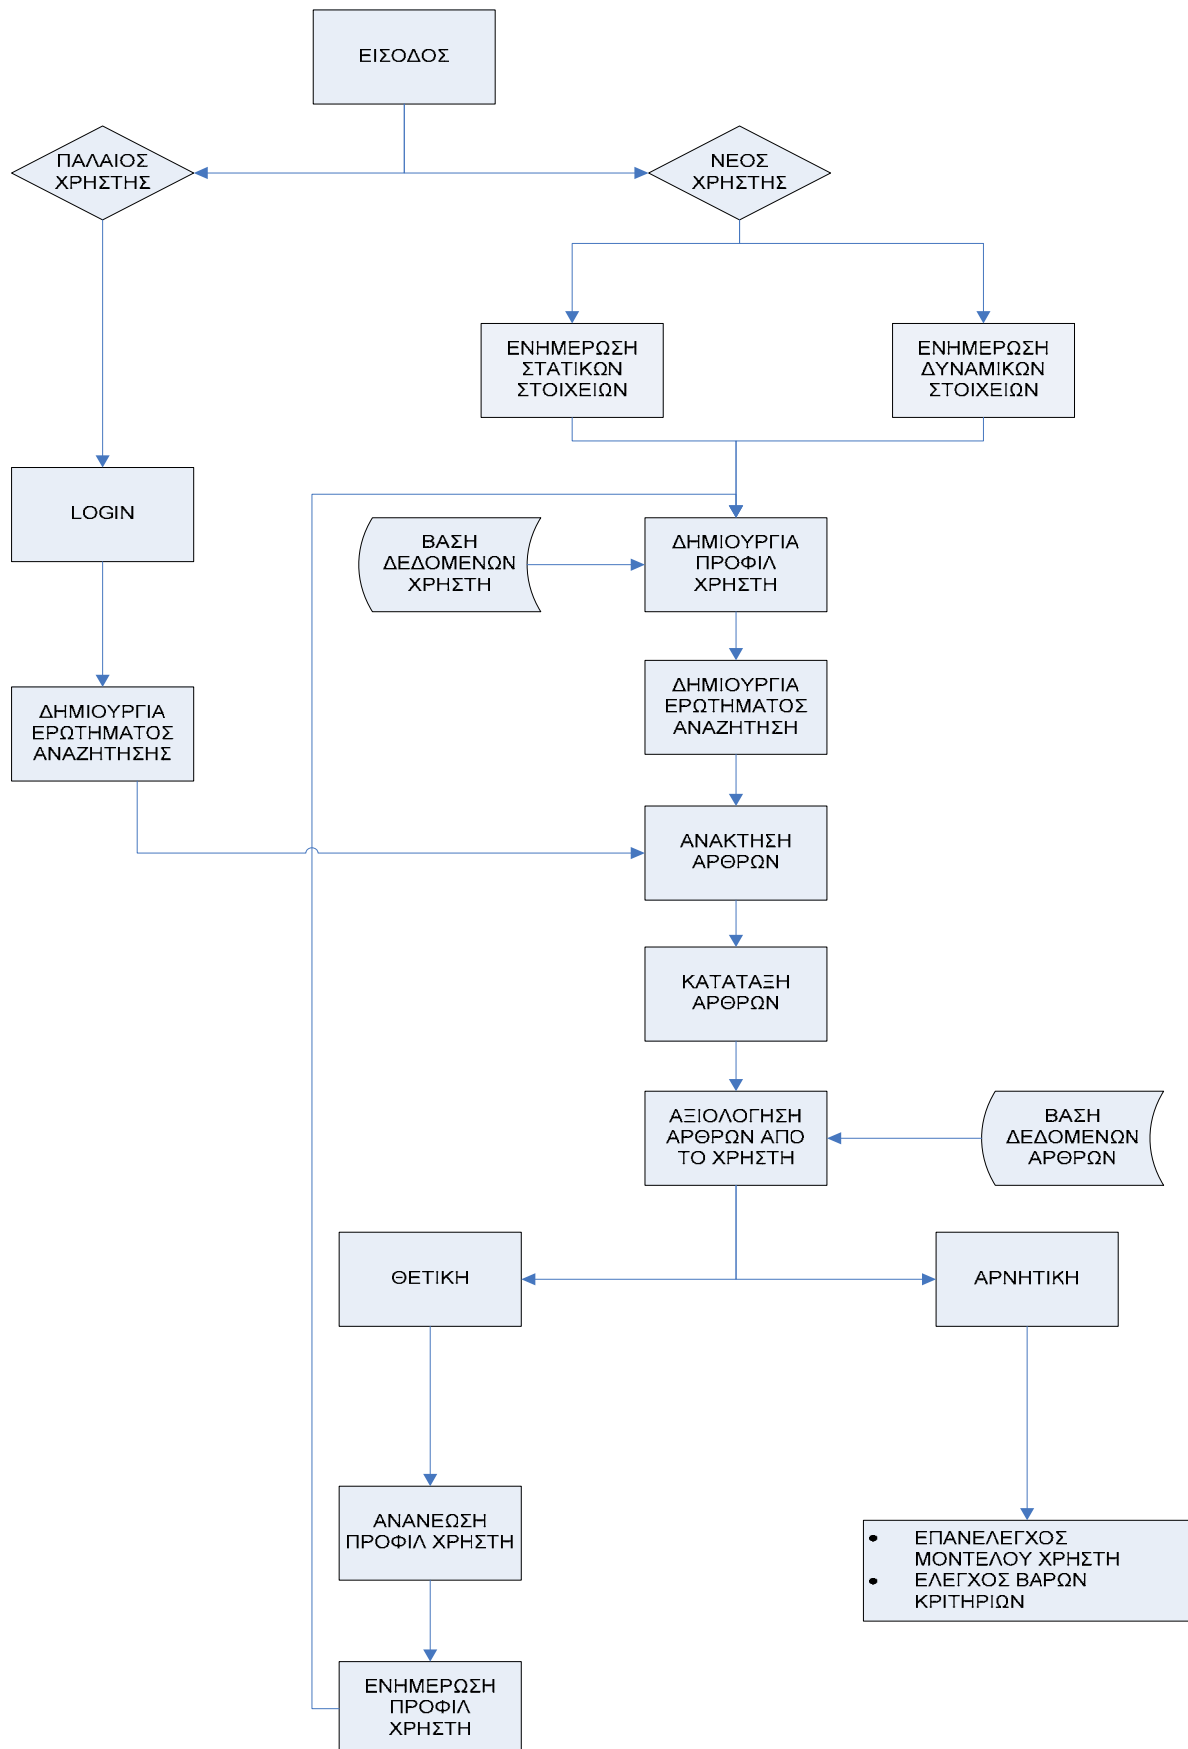 ΕΙΣΟΔΟΣ
ΠΑΛΑΙΟΣ
ΧΡΗΣΤΗΣ
ΝΕΟΣ
ΧΡΗΣΤΗΣ
ΕΝΗΜΕΡΩΣΗ
ΣΤΑΤΙΚΩΝ
ΣΤΟΙΧΕΙΩΝ
ΕΝΗΜΕΡΩΣΗ
ΔΥΝΑΜΙΚΩΝ
ΣΤΟΙΧΕΙΩΝ
LOGIN
ΒΑΣΗ
ΔΕΔΟΜΕΝΩΝ
ΧΡΗΣΤΗ
ΔΗΜΙΟΥΡΓΙΑ
ΠΡΟΦΙΛ
ΧΡΗΣΤΗ
ΔΗΜΙΟΥΡΓΙΑ
ΕΡΩΤΗΜΑΤΟΣ
ΑΝΑΖΗΤΗΣΗΣ
ΔΗΜΙΟΥΡΓΙΑ
ΕΡΩΤΗΜΑΤΟΣ
ΑΝΑΖΗΤΗΣΗ
ΑΝΑΚΤΗΣΗ
ΑΡΘΡΩΝ
ΚΑΤΑΤΑΞΗ
ΑΡΘΡΩΝ
ΑΞΙΟΛΟΓΗΣΗ
ΑΡΘΡΩΝ ΑΠΟ
ΤΟ ΧΡΗΣΤΗ
ΒΑΣΗ
ΔΕΔΟΜΕΝΩΝ
ΑΡΘΡΩΝ
ΘΕΤΙΚΗ
ΑΡΝΗΤΙΚΗ
ΑΝΑΝΕΩΣΗ
ΠΡΟΦΙΛ ΧΡΗΣΤΗ
• ΕΠΑΝΕΛΕΓΧΟΣ
ΜΟΝΤΕΛΟΥ ΧΡΗΣΤΗ
• ΕΛΕΓΧΟΣ ΒΑΡΩΝ
ΚΡΙΤΗΡΙΩΝ
ΕΝΗΜΕΡΩΣΗ
ΠΡΟΦΙΛ
ΧΡΗΣΤΗ